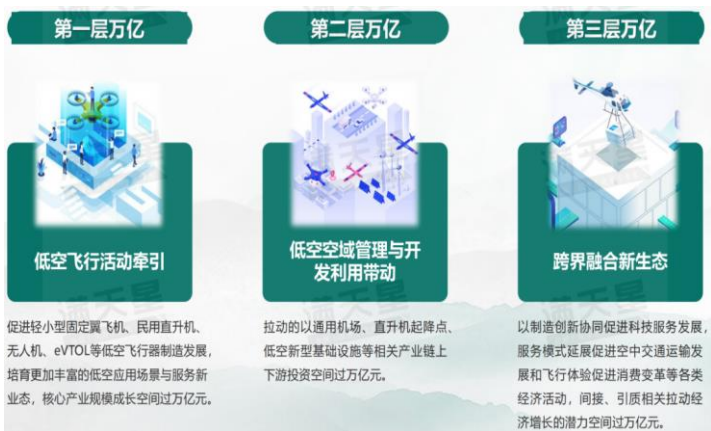 第一层万亿
低空飞行活动牵引
促进轻小型固定翼飞机、民用直升机、
无人机、eVTOL等低空飞行器制造发展，
培育更加丰富的低空应用场景与服务新
业态，核心产业规模成长空间过万亿元。
第二层万亿
低空空域管理与开
发利用带动
拉动的以通用机场、直升机起降点、
低空新型基础设施等相关产业链上
下游投资空间过万亿元。
第三层万亿
跨界融合新生态
以制造创新协同促进科技服务发展，
服务模式延展促进空中交通运输发
展和飞行体验促进消费变革等各类
经济活动，间接、引质相关拉动经
济增长的潜力空间过万亿元。
满天星
满天星
满天星